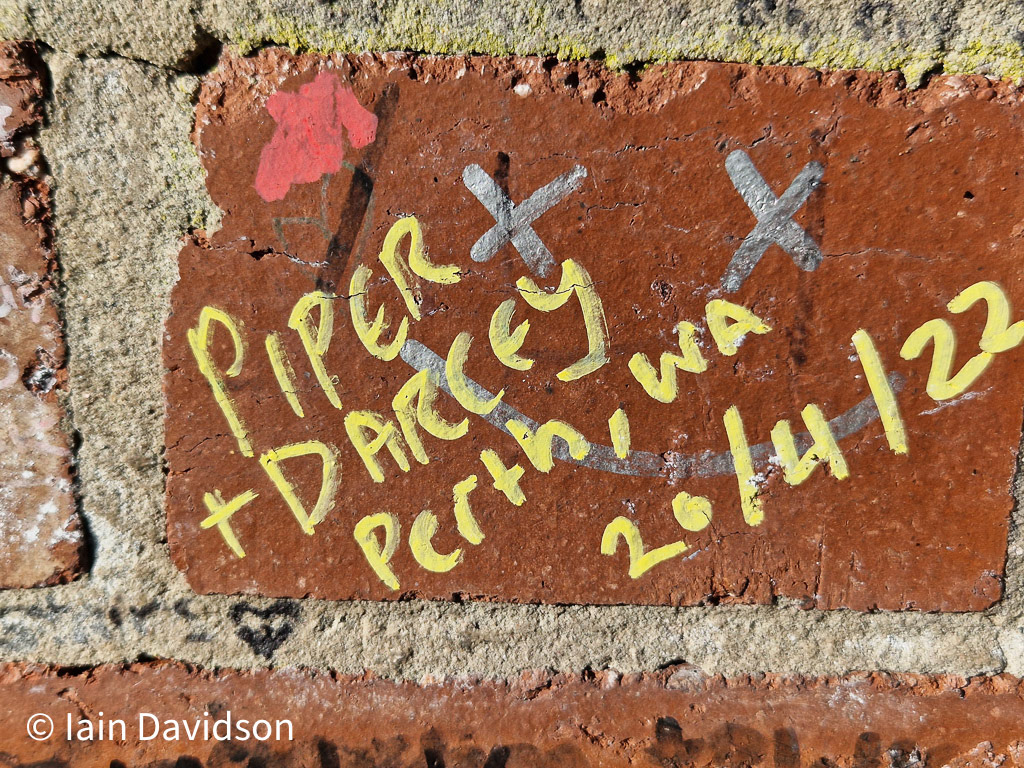 PIPER
+ DARCEY
Perth, WA
20/4/22
X X
© Iain Davidson